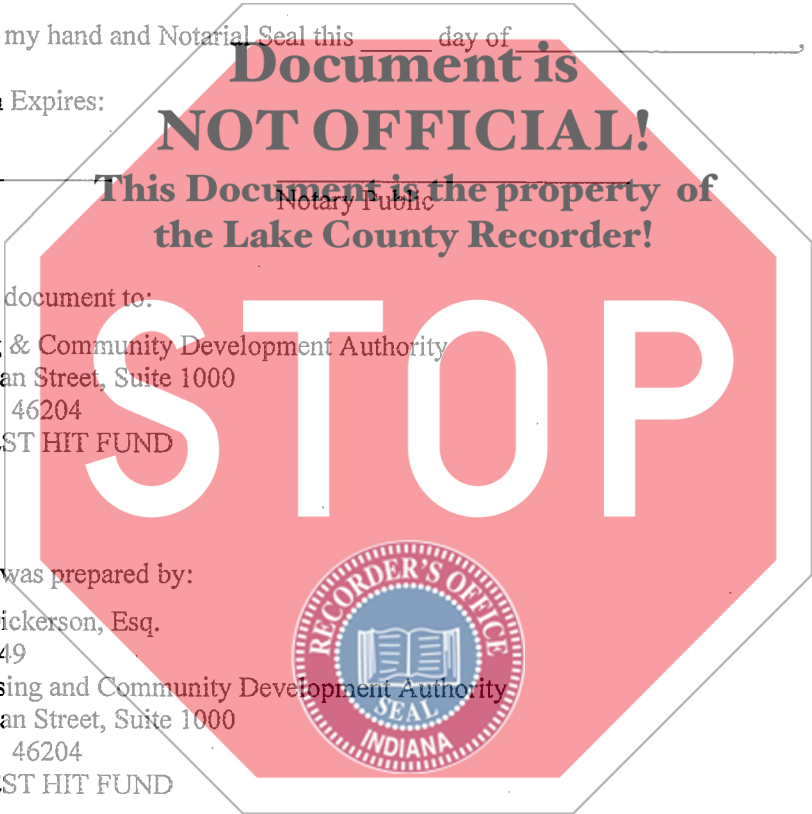 my hand and Notarial Seal this _____ day of ____________________,
Document is
Expires:
NOT OFFICIAL!
This Document is the property of
Notary Public
the Lake County Recorder!
document to:
& Community Development Authority
an Street, Suite 1000
46204
ST HIT FUND
STOP
was prepared by:
ickerson, Esq.
49
sing and Community Development Authority
an Street, Suite 1000
46204
ST HIT FUND
RECORDER'S OFFICE
SEAL
INDIANA